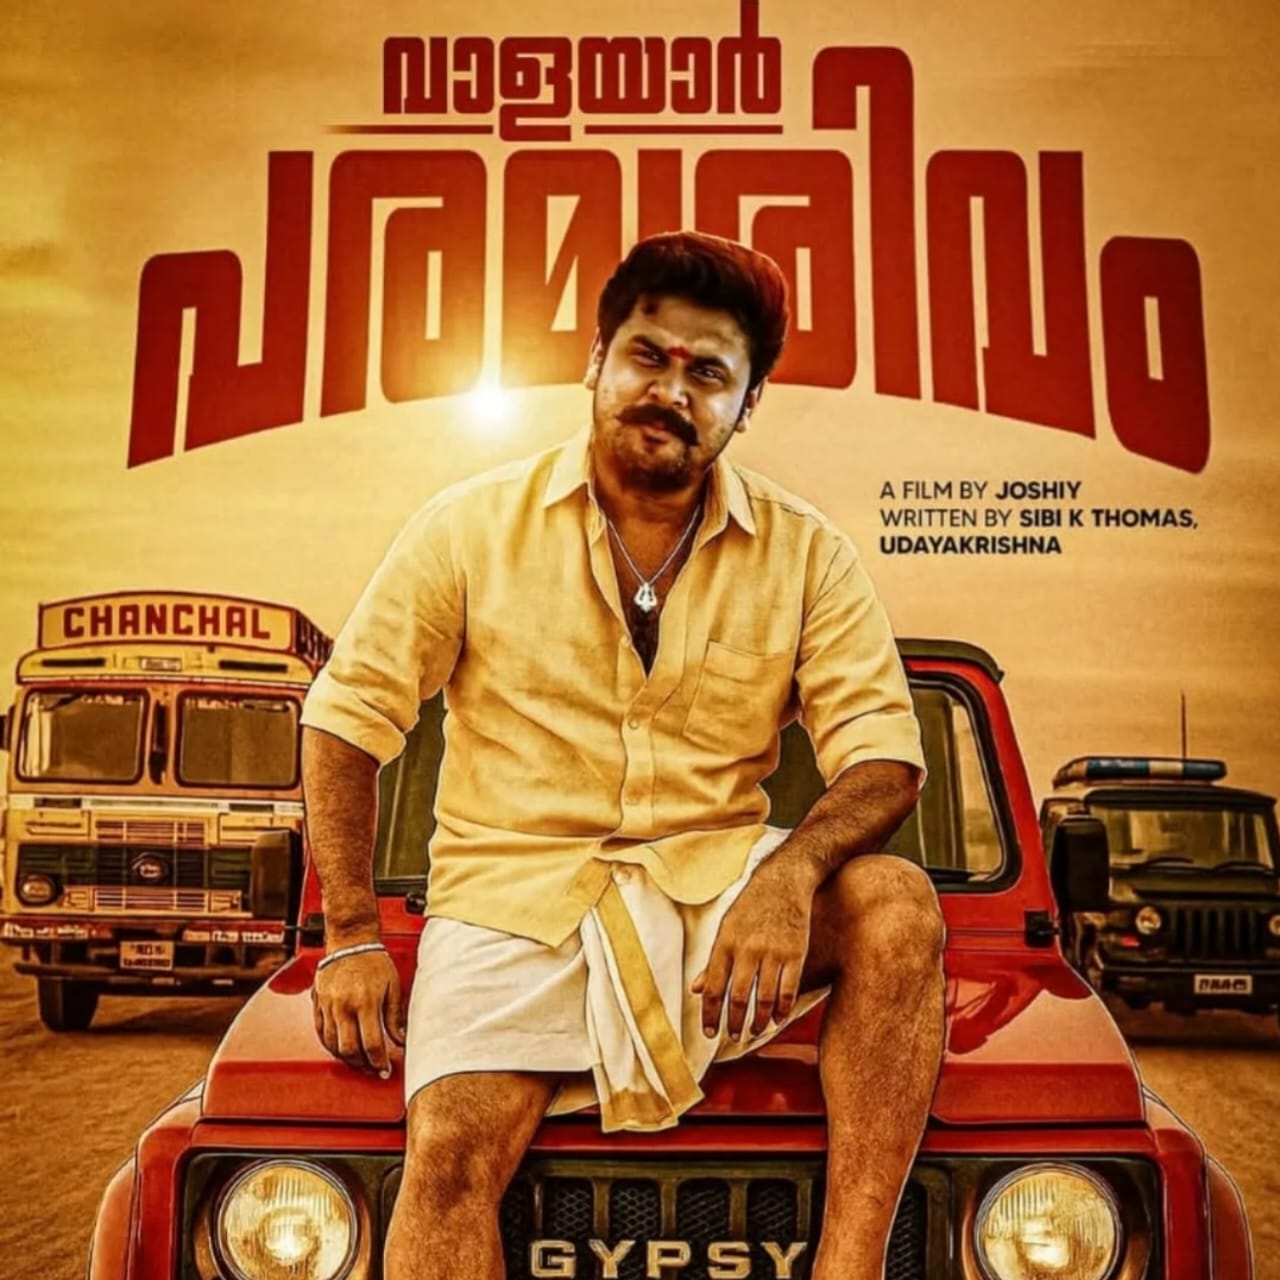 വാളയാർ
പരമശിവം
A FILM BY JOSHIY
WRITTEN BY SIBI K THOMAS,
UDAYAKRISHNA
CHANCHAL
GYPSY